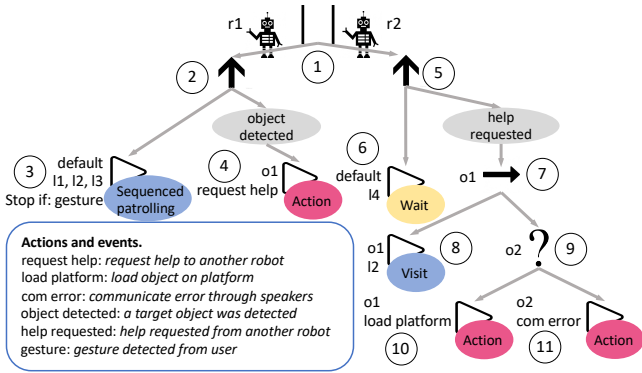 r1
r2
1
2
5
object
detected
help
requested
3
default
l1, l2, l3
Stop if: gesture
Sequenced
patrolling
4
o1
request help
Action
6
default
l4
Wait
o1
7
o1
l2
Visit
8
o2
?
9
o1
load platform
Action
10
o2
com error
Action
11
Actions and events.
request help: request help to another robot
load platform: load object on platform
com error: communicate error through speakers
object detected: a target object was detected
help requested: help requested from another robot
gesture: gesture detected from user